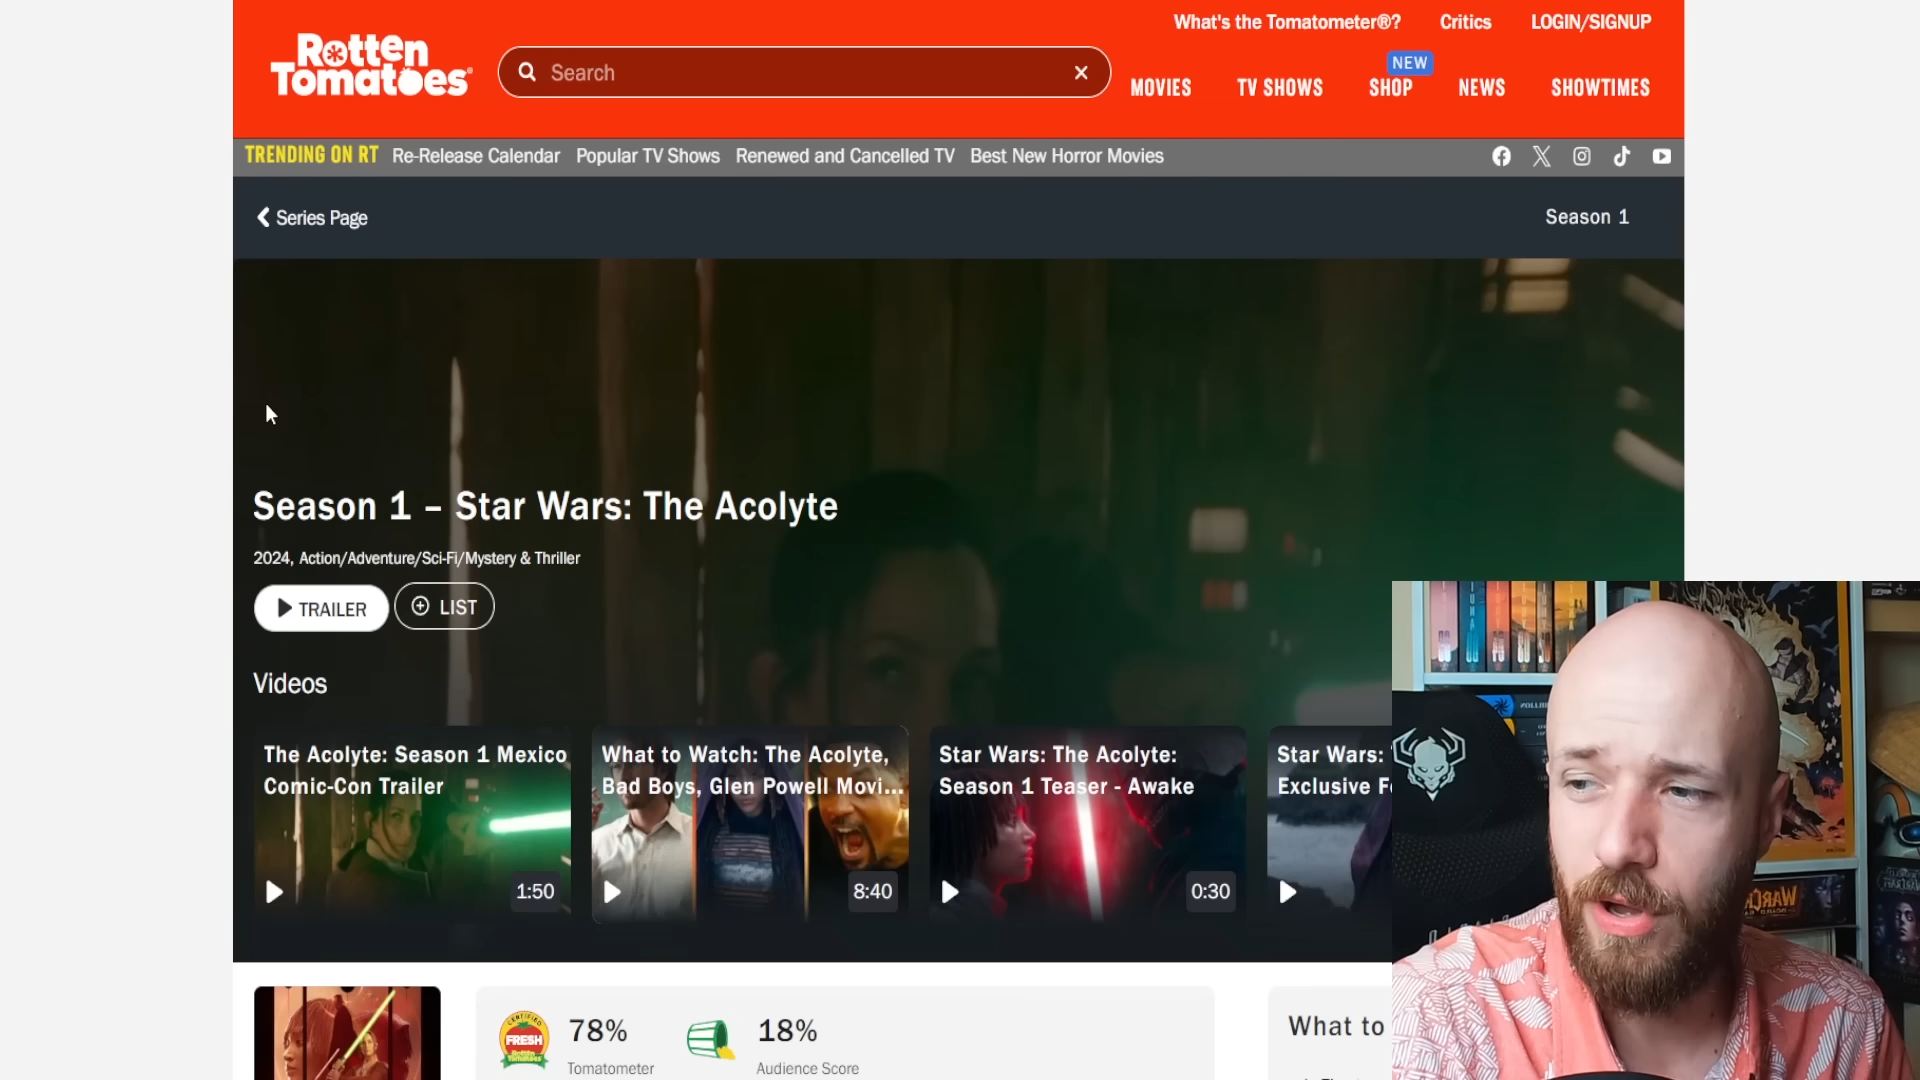 What's the Tomatometer®? Critics LOGIN/SIGNUP
Rotten Tomatoes
Search
MOVIES TV SHOWS SHOP NEW NEWS SHOWTIMES
TRENDING ON RT Re-Release Calendar Popular TV Shows Renewed and Cancelled TV Best New Horror Movies
Series Page Season 1
Season 1 – Star Wars: The Acolyte
2024, Action/Adventure/Sci-Fi/Mystery & Thriller
TRAILER LIST
Videos
The Acolyte: Season 1 Mexico
Comic-Con Trailer
1:50
What to Watch: The Acolyte,
Bad Boys, Glen Powell Movi...
8:40
Star Wars: The Acolyte:
Season 1 Teaser - Awake
0:30
Star Wars:
Exclusive
CERTIFIED FRESH Rotten Tomatoes
78%
Tomatometer
18%
Audience Score
What to